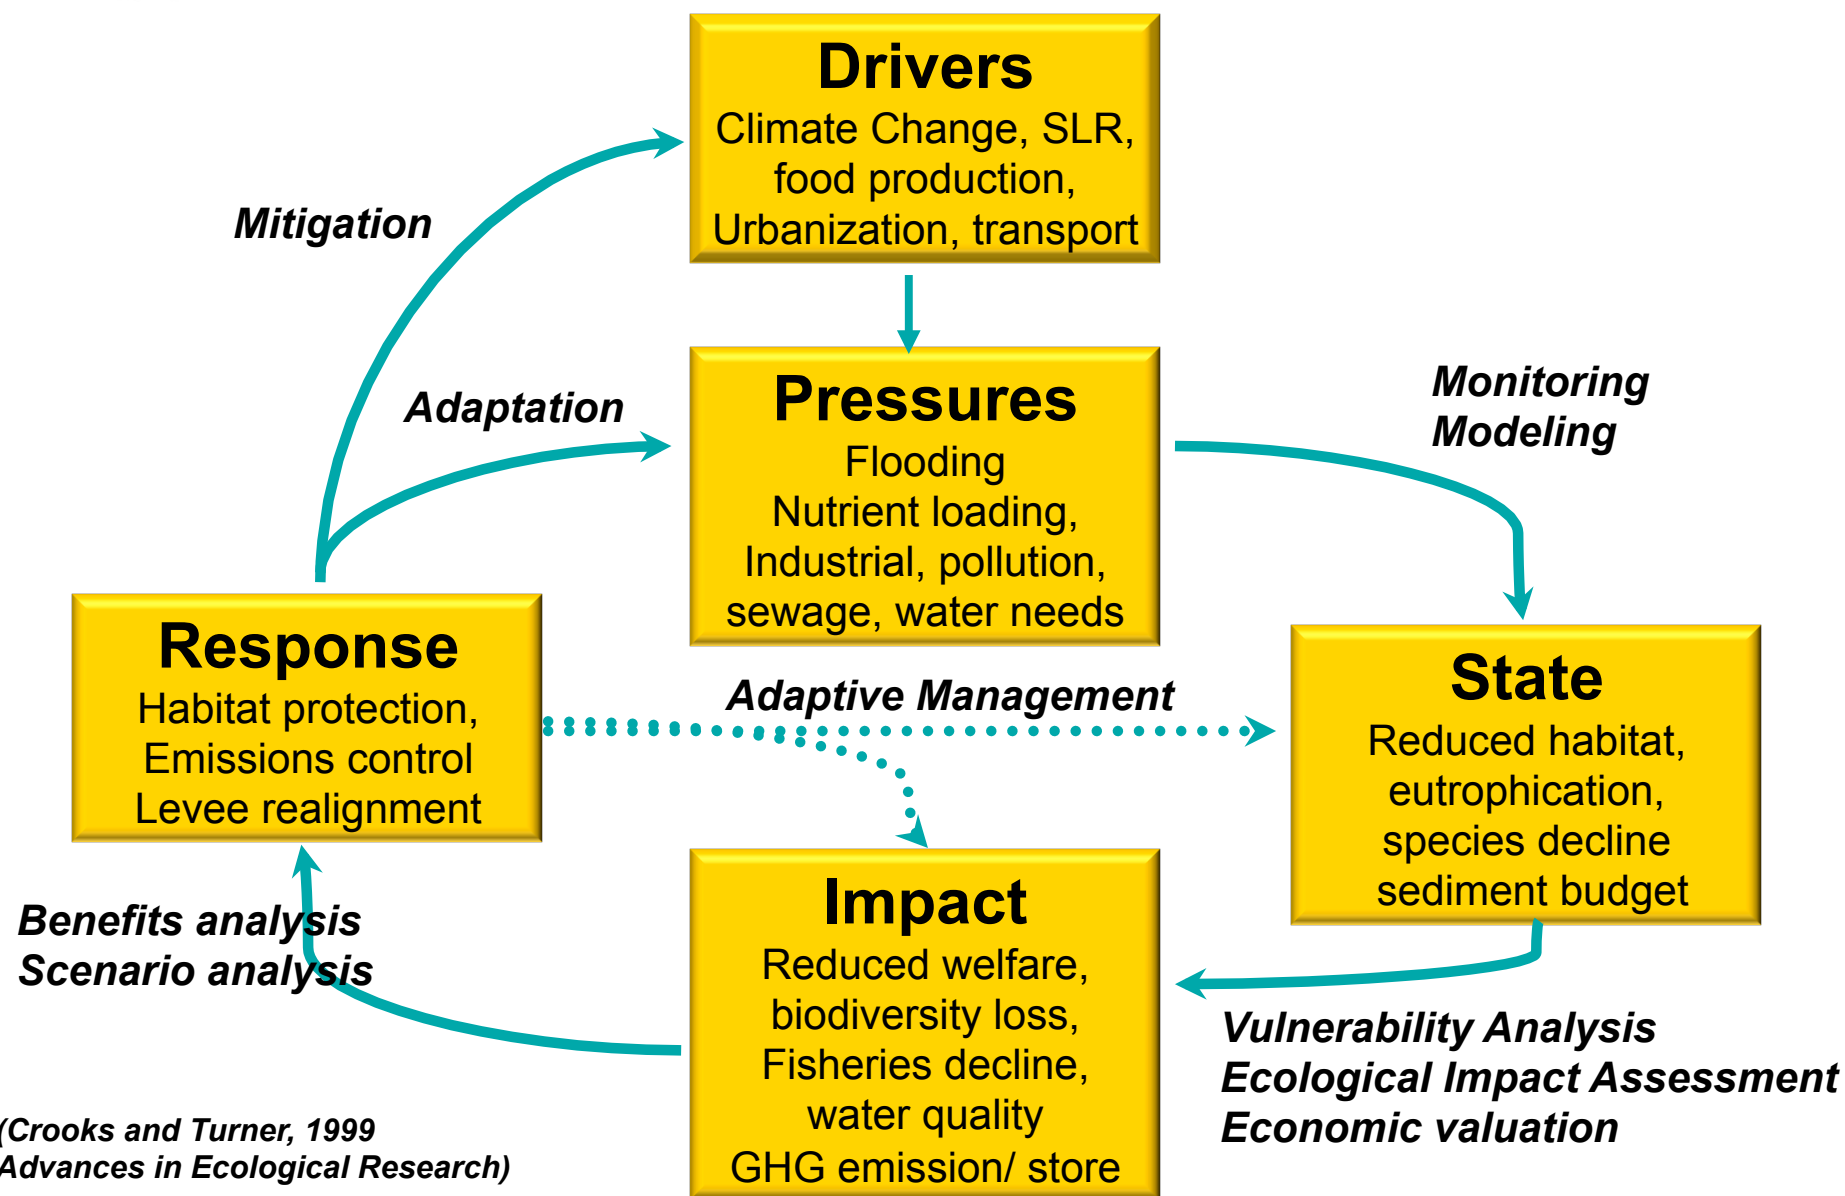 Drivers
Climate Change, SLR,
food production,
Urbanization, transport
Mitigation
Adaptation
Pressures
Flooding
Nutrient loading,
Industrial, pollution,
sewage, water needs
Monitoring
Modeling
Response
Habitat protection,
Emissions control
Levee realignment
Adaptive Management
State
Reduced habitat,
eutrophication,
species decline
sediment budget
Impact
Reduced welfare,
biodiversity loss,
Fisheries decline,
water quality
GHG emission/ store
Benefits analysis
Scenario analysis
Vulnerability Analysis
Ecological Impact Assessment
Economic valuation
(Crooks and Turner, 1999
Advances in Ecological Research)